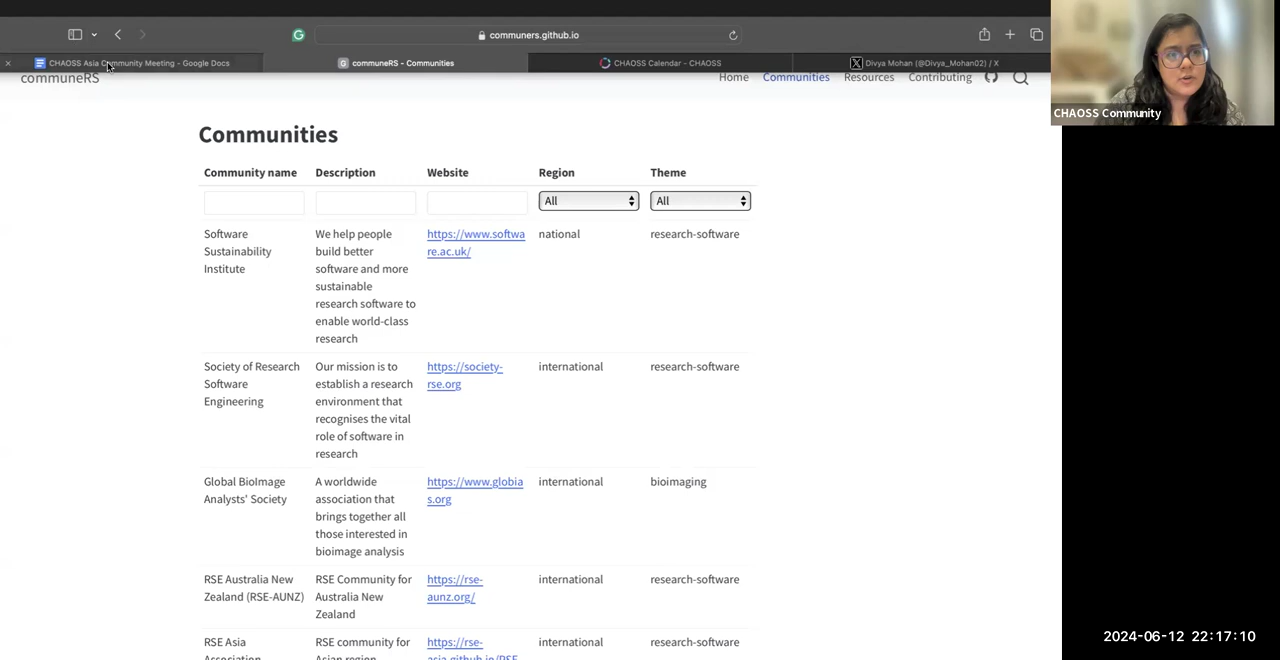 communers.github.io
CHAOSS Asia Community Meeting - Google Docs
communeRS - Communities
CHAOSS Calendar - CHAOSS
Divya Mohan (@Divya_Mohan02) / X
communeRS
Home Communities Resources Contributing
CHAOSS Community
Communities
Community name Description Website Region Theme
All All
Software
Sustainability
Institute
We help people
build better
software and more
sustainable
research software to
enable world-class
research
https://www.softwa
re.ac.uk/
national
research-software
Society of Research
Software
Engineering
Our mission is to
establish a research
environment that
recognises the vital
role of software in
research
https://society-
rse.org
international
research-software
Global BioImage
Analysts' Society
A worldwide
association that
brings together all
those interested in
bioimage analysis
https://www.globia
s.org
international
bioimaging
RSE Australia New
Zealand (RSE-AUNZ)
RSE Community for
Australia New
Zealand
https://rse-
aunz.org/
international
research-software
RSE Asia
Association
RSE community for
Asian region
https://rse-
asia.github.io/RSE
international
research-software
2024-06-12 22:17:10